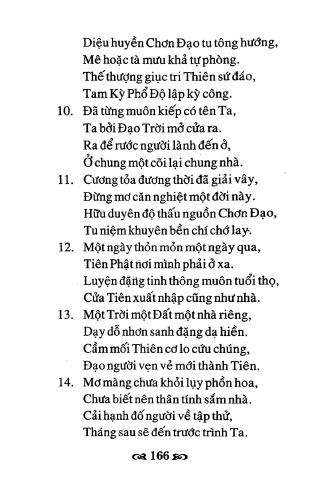 Diệu huyền Chơn Đạo tu tông hướng,
Mê hoặc tà mưu khả tự phòng.
Thế thượng giục tri Thiên sứ đáo,
Tam Kỳ Phổ Độ lập kỳ công.
10. Đã từng muôn kiếp có tên Ta,
Ta bởi Đạo Trời mở cửa ra.
Ra để rước người lành đến ở,
Ở chung một cõi lại chung nhà.
11. Cương tỏa đương thời đã giải vây,
Đừng mơ căn nghiệt một đời này.
Hữu duyên độ thấu nguồn Chơn Đạo,
Tu niệm khuyên bền chí chớ lay.
12. Một ngày thỏn mỏn một ngày qua,
Tiên Phật nơi mình phải ở xa.
Luyện đặng tinh thông muôn tuổi thọ,
Cửa Tiên xuất nhập cũng như nhà.
13. Một Trời một Đất một nhà riêng,
Dạy dỗ nhơn sanh đặng dạ hiền.
Cầm mối Thiên cơ lo cứu chúng,
Đạo người vẹn vẻ mới thành Tiên.
14. Mơ màng chưa khỏi lụy phồn hoa,
Chưa biết nên thân tính sắm nhà.
Cải hạnh đố người về tập thử,
Tháng sau sẽ đến trước trình Ta.
166